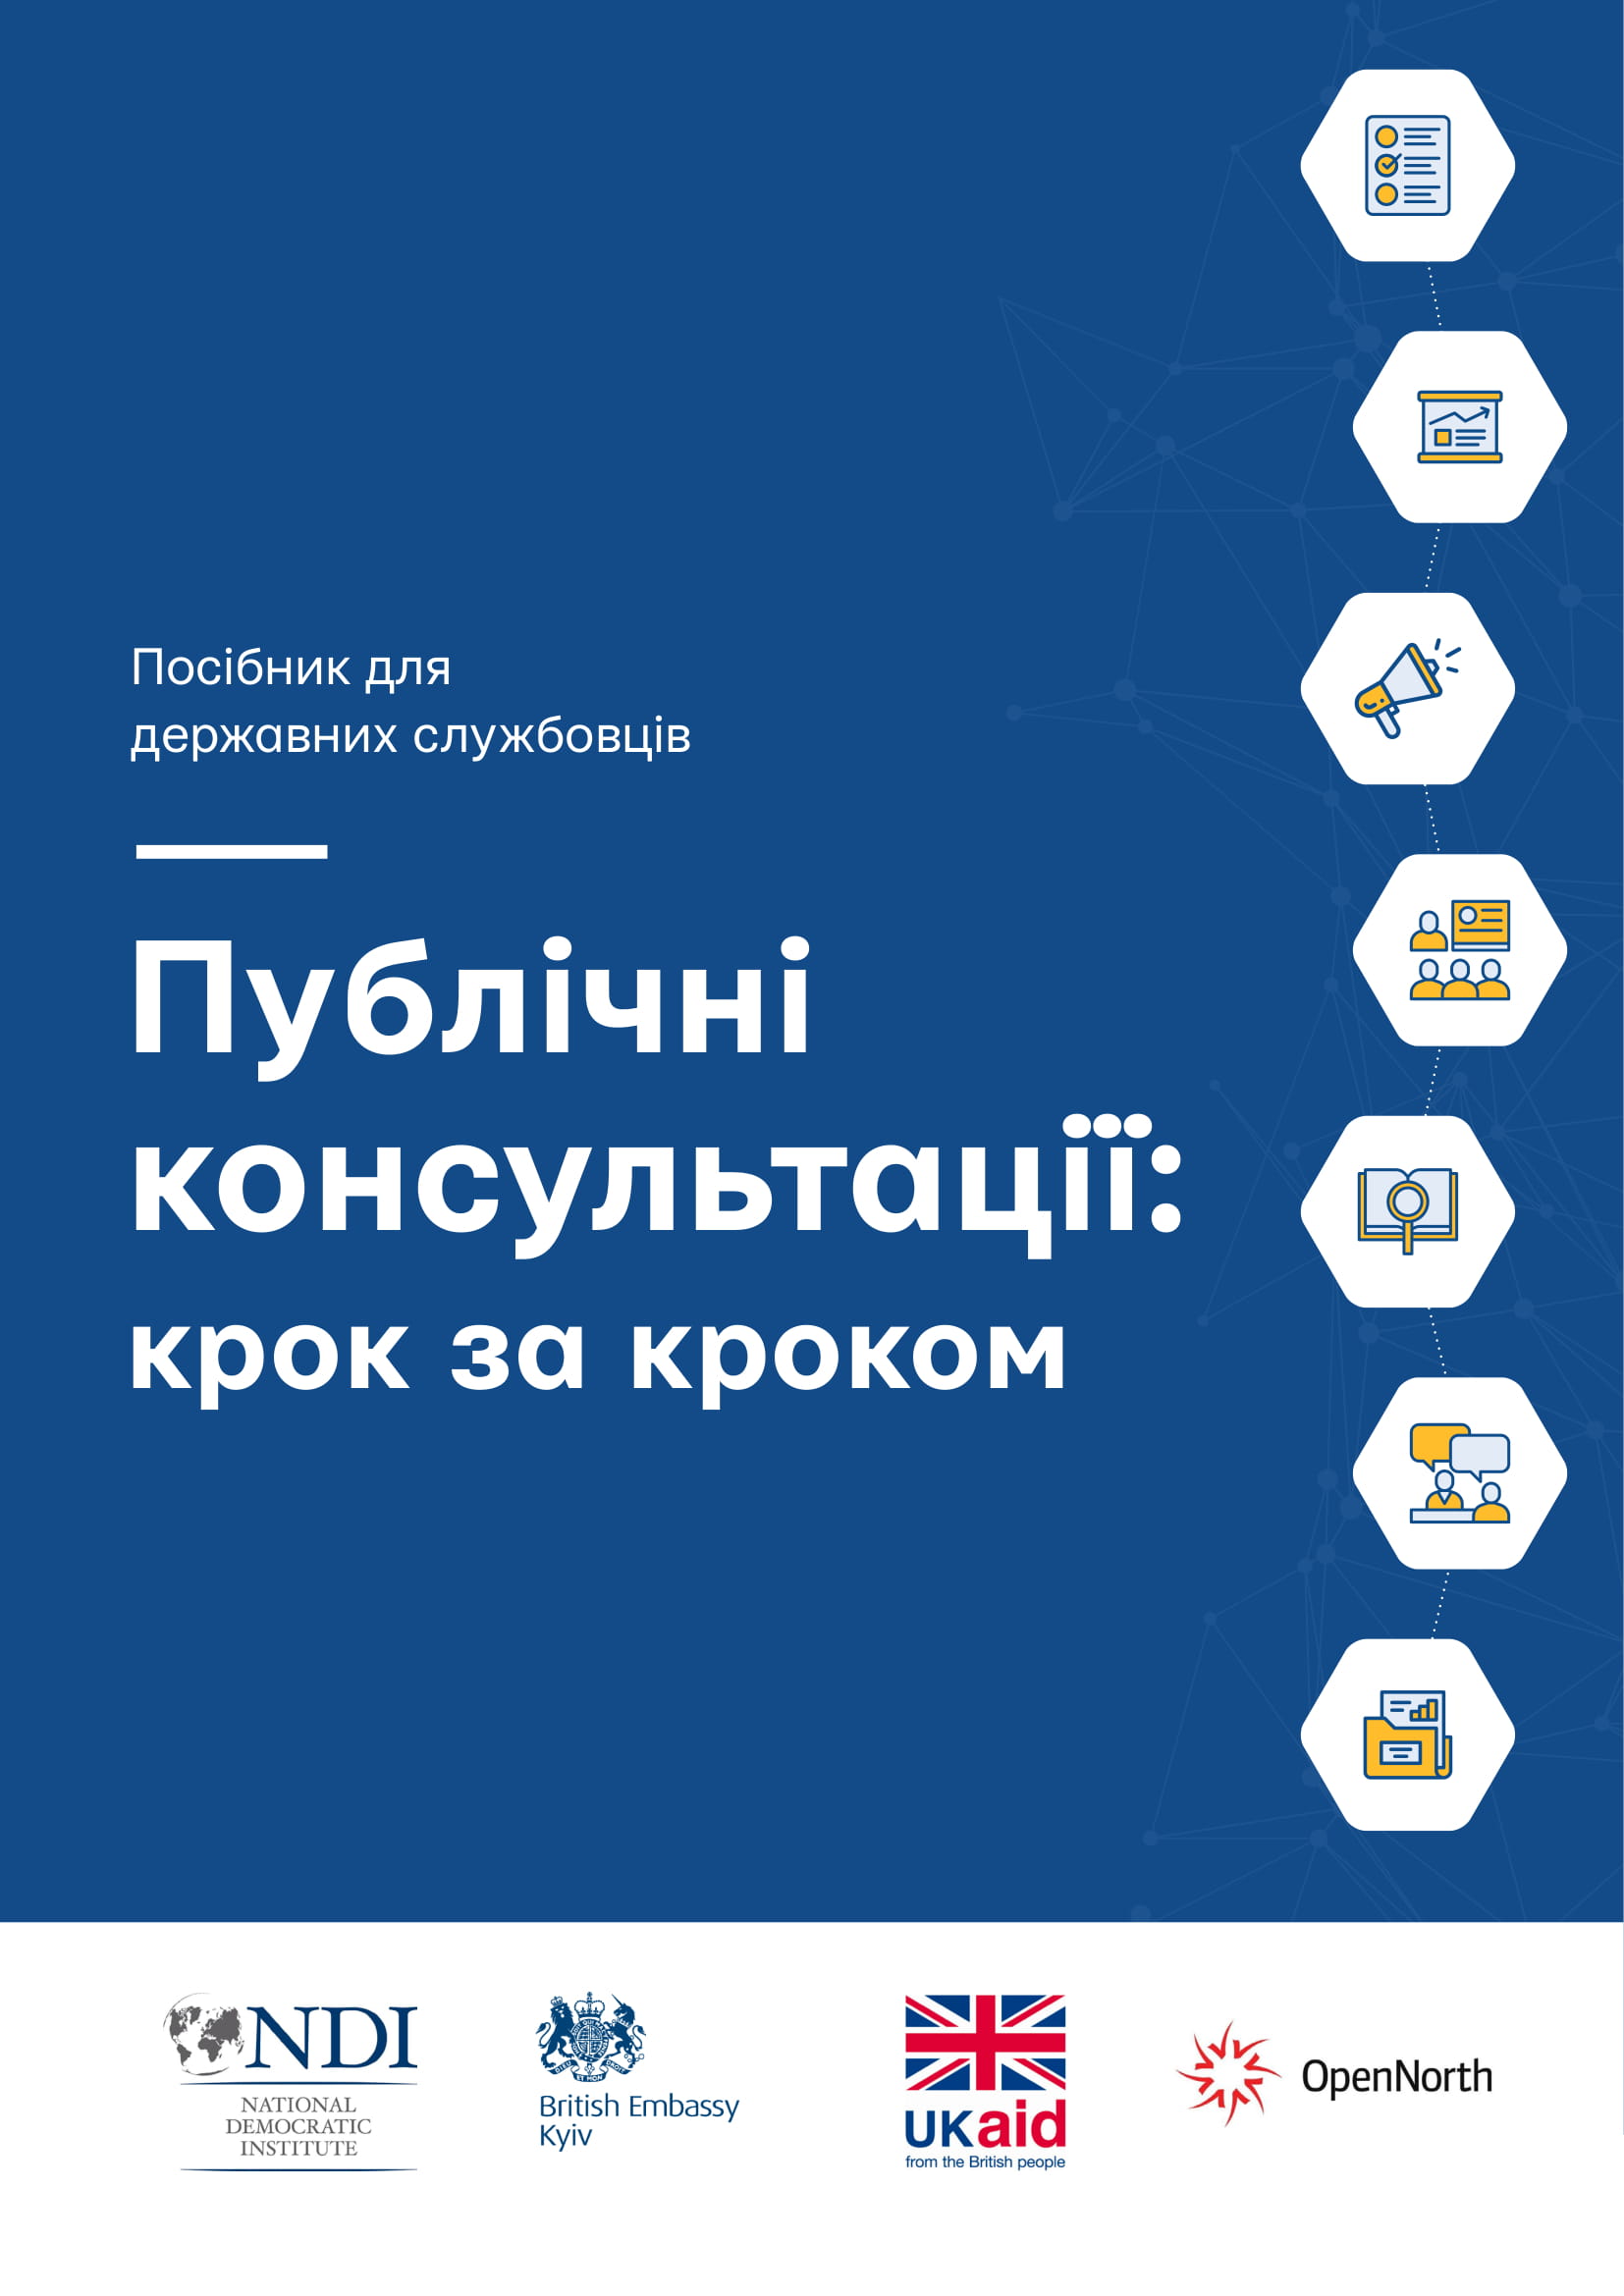 Посібник для
державних службовців
Публічні
консультації:
крок за кроком
NDI
NATIONAL
DEMOCRATIC
INSTITUTE
British Embassy
Kyiv
UKaid
from the British people
OpenNorth